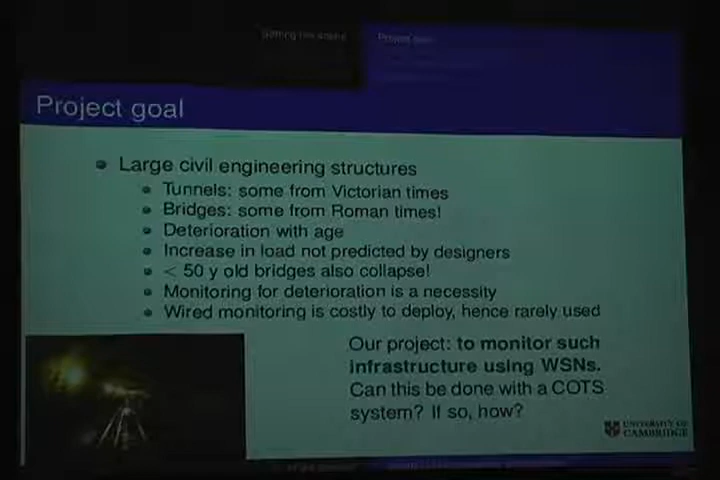 Setting the scene
Project goal
Project goal
Large civil engineering structures
Tunnels: some from Victorian times
Bridges: some from Roman times!
Deterioration with age
Increase in load not predicted by designers
< 50 y old bridges also collapse!
Monitoring for deterioration is a necessity
Wired monitoring is costly to deploy, hence rarely used
Our project: to monitor such
infrastructure using WSNs.
Can this be done with a COTS
system? If so, how?
UNIVERSITY OF
CAMBRIDGE